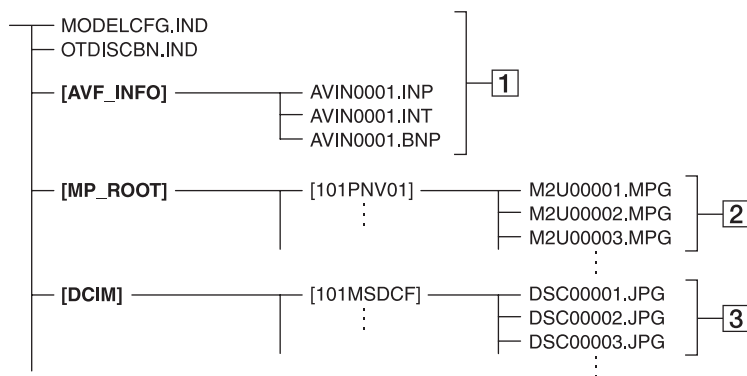 MODELCFG.IND
OTDISCBN.IND
[AVF_INFO] AVIN0001.INP
AVIN0001.INT
AVIN0001.BNP
1
[MP_ROOT] [101PNV01] M2U00001.MPG
M2U00002.MPG
M2U00003.MPG
2
[DCIM] [101MSDCF] DSC00001.JPG
DSC00002.JPG
DSC00003.JPG
3